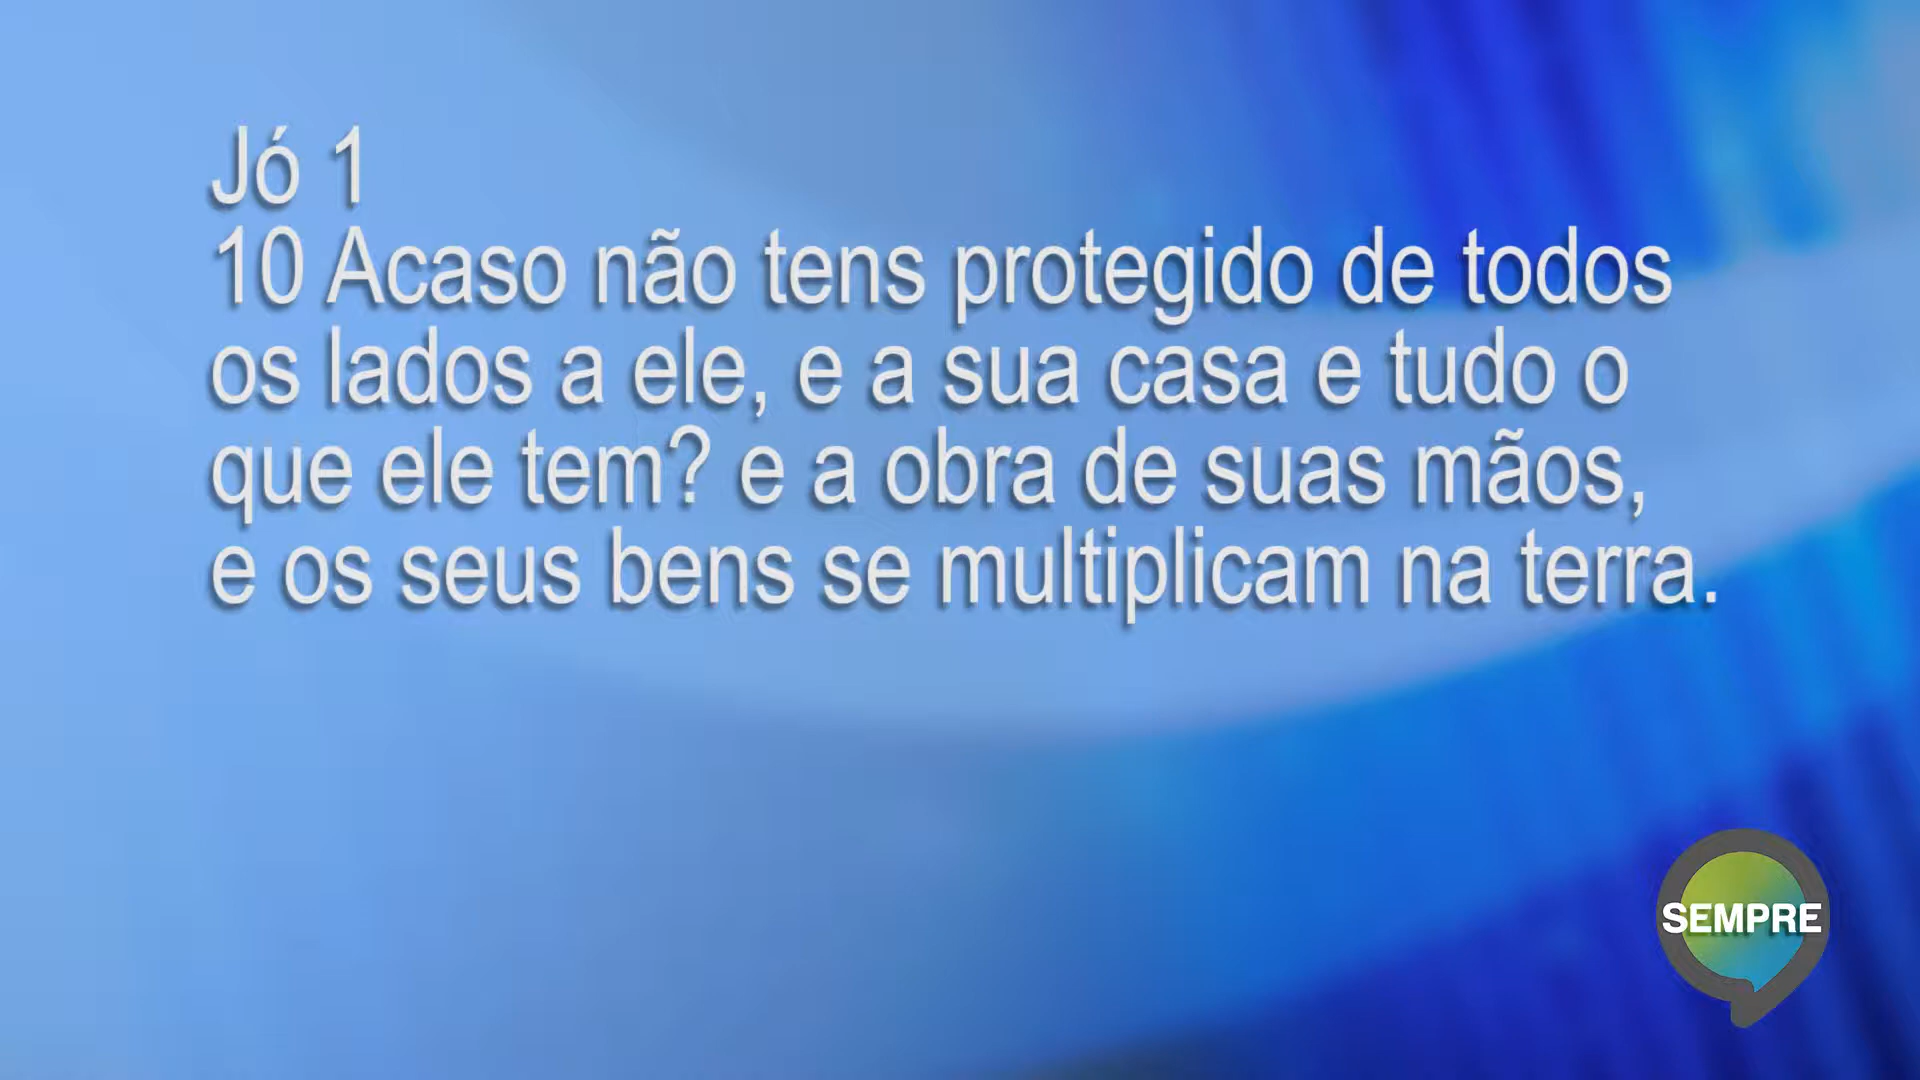 Jó 1
10 Acaso não tens protegido de todos
os lados a ele, e a sua casa e tudo o
que ele tem? e a obra de suas mãos,
e os seus bens se multiplicam na terra.
SEMPRE